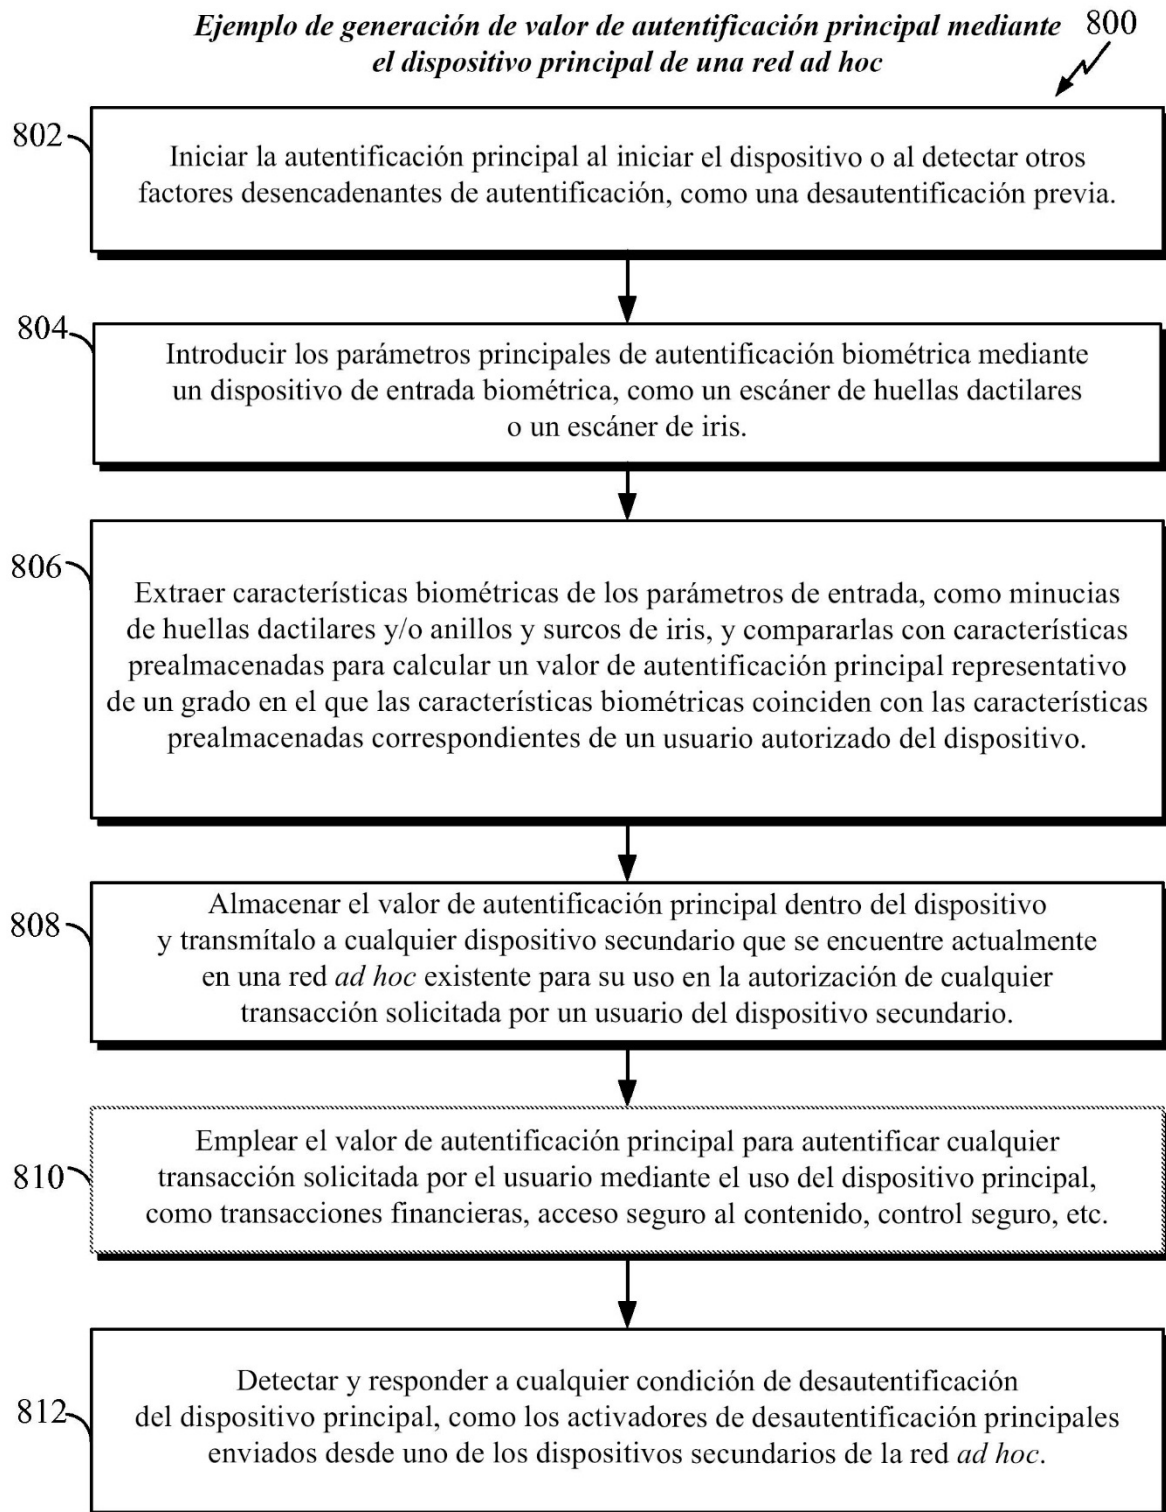 Ejemplo de generación de valor de autentificación principal mediante
el dispositivo principal de una red ad hoc
800
802
Iniciar la autentificación principal al iniciar el dispositivo o al detectar otros
factores desencadenantes de autentificación, como una desautentificación previa.
804
Introducir los parámetros principales de autentificación biométrica mediante
un dispositivo de entrada biométrica, como un escáner de huellas dactilares
o un escáner de iris.
806
Extraer características biométricas de los parámetros de entrada, como minucias
de huellas dactilares y/o anillos y surcos de iris, y compararlas con características
prealmacenadas para calcular un valor de autentificación principal representativo
de un grado en el que las características biométricas coinciden con las características
prealmacenadas correspondientes de un usuario autorizado del dispositivo.
808
Almacenar el valor de autentificación principal dentro del dispositivo
y transmítalo a cualquier dispositivo secundario que se encuentre actualmente
en una red ad hoc existente para su uso en la autorización de cualquier
transacción solicitada por un usuario del dispositivo secundario.
810
Emplear el valor de autentificación principal para autentificar cualquier
transacción solicitada por el usuario mediante el uso del dispositivo principal,
como transacciones financieras, acceso seguro al contenido, control seguro, etc.
812
Detectar y responder a cualquier condición de desautentificación
del dispositivo principal, como los activadores de desautentificación principales
enviados desde uno de los dispositivos secundarios de la red ad hoc.